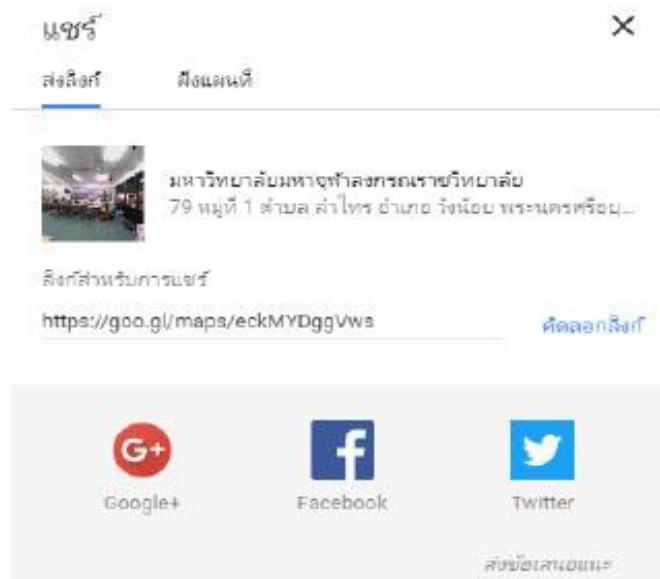 แชร์
ส่งลิงก์ ฝังแผนที่
มหาวิทยาลัยมหาจุฬาลงกรณราชวิทยาลัย
79 หมู่ที่ 1 ตำบล ลำไทร อำเภอ วังน้อย พระนครศรีอยุ...
ลิงก์สำหรับการแชร์
https://goo.gl/maps/eckMYDggVws คัดลอกลิงก์
Google+ Facebook Twitter
ส่งข้อเสนอแนะ